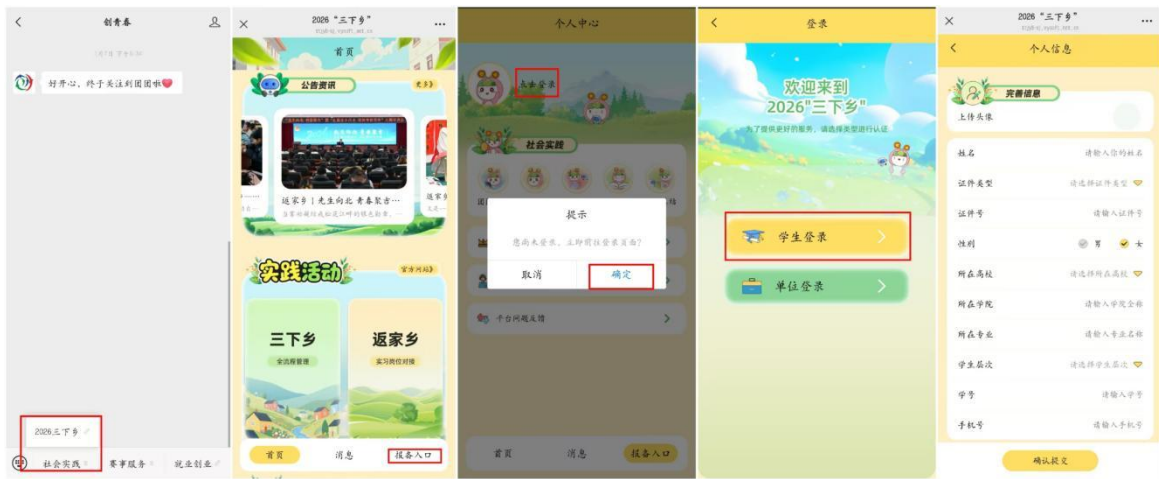 创青春
好开心，终于关注到团团啦
2026三下乡
社会实践
赛事服务
就业创业
2026 “三下乡”
首页
公告资讯
更多》
返家乡丨先生向北 青春聚吉…
返家乡
实践活动
官方网站》
三下乡
全流程管理
返家乡
实习岗位对接
首页
消息
报备入口
个人中心
点击登录
社会实践
提示
您尚未登录，立即前往登录页面?
取消
确定
平台问题反馈
首页
消息
报备入口
登录
欢迎来到
2026"三下乡"
为了提供更好的服务，请选择类型进行认证
学生登录
单位登录
2026 “三下乡”
个人信息
完善信息
上传头像
姓名
请输入你的姓名
证件类型
请选择证件类型
证件号
请输入证件号
性别
男
女
所在高校
请选择所在高校
所在学院
请输入学院全称
所在专业
请输入专业名称
学生层次
请选择学生层次
学号
请输入学号
手机号
请输入手机号
确认提交